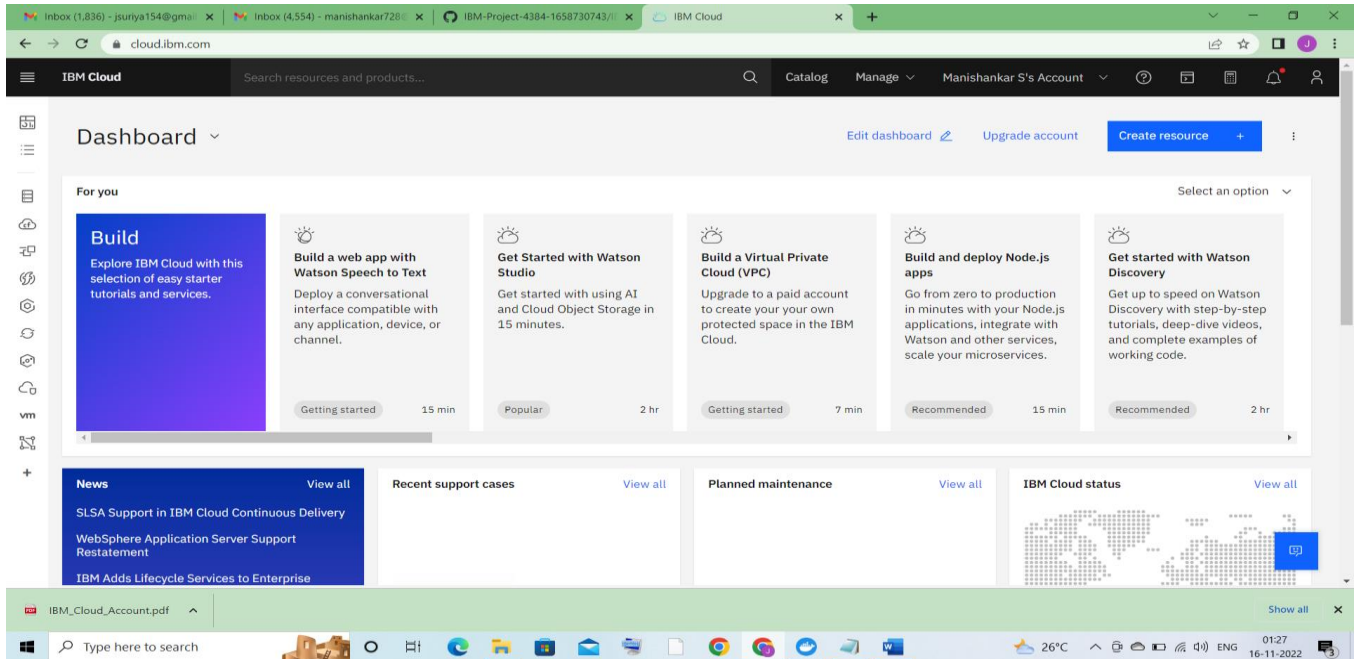 Inbox (1,836) - jsuriya154@gmail
Inbox (4,554) - manishankar728
IBM-Project-4384-1658730743/
IBM Cloud
cloud.ibm.com
J
IBM Cloud
Search resources and products...
Catalog
Manage
Manishankar S's Account
Dashboard
Edit dashboard
Upgrade account
Create resource +
For you
Select an option
Build
Explore IBM Cloud with this
selection of easy starter
tutorials and services.
Build a web app with
Watson Speech to Text
Deploy a conversational
interface compatible with
any application, device, or
channel.
Getting started
15 min
Get Started with Watson
Studio
Get started with using AI
and Cloud Object Storage in
15 minutes.
Popular
2 hr
Build a Virtual Private
Cloud (VPC)
Upgrade to a paid account
to create your your own
protected space in the IBM
Cloud.
Getting started
7 min
Build and deploy Node.js
apps
Go from zero to production
in minutes with your Node.js
applications, integrate with
Watson and other services,
scale your microservices.
Recommended
15 min
Get started with Watson
Discovery
Get up to speed on Watson
Discovery with step-by-step
tutorials, deep-dive videos,
and complete examples of
working code.
Recommended
2 hr
vm
News
View all
SLSA Support in IBM Cloud Continuous Delivery
WebSphere Application Server Support
Restatement
IBM Adds Lifecycle Services to Enterprise
Recent support cases
View all
Planned maintenance
View all
IBM Cloud status
View all
IBM_Cloud_Account.pdf
Show all
Type here to search
26°C
ENG
01:27
16-11-2022